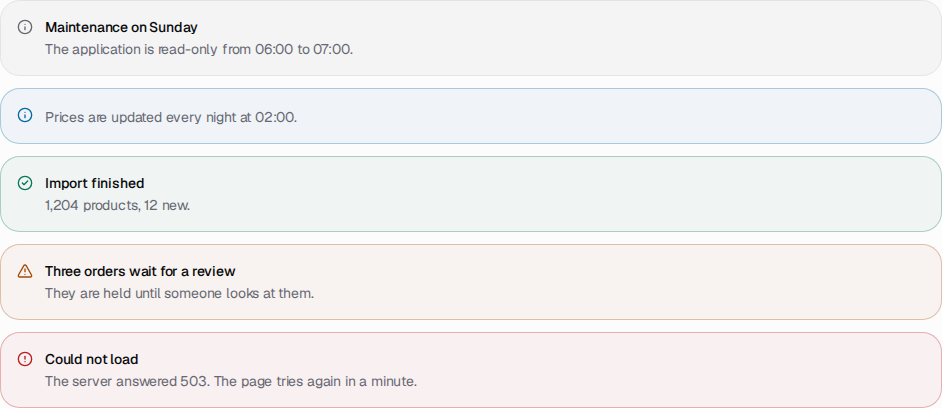 Maintenance on Sunday
The application is read-only from 06:00 to 07:00.
Prices are updated every night at 02:00.
Import finished
1,204 products, 12 new.
Three orders wait for a review
They are held until someone looks at them.
Could not load
The server answered 503. The page tries again in a minute.